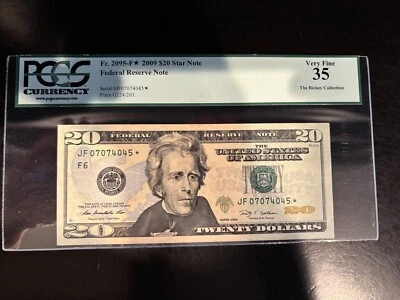 PCGS
CURRENCY
www.pcgscurrency.com
Fr. 2095-F★ 2009 $20 Star Note
Federal Reserve Note
Serial #JF07074045★
Very Fine
35
The Rickey Collection
20
FEDERAL RESERVE NOTE
20
THE UNITED STATES OF AMERICA
JF 07074045 ★
F6
JF 07074045 ★
20
TWENTY DOLLARS
20